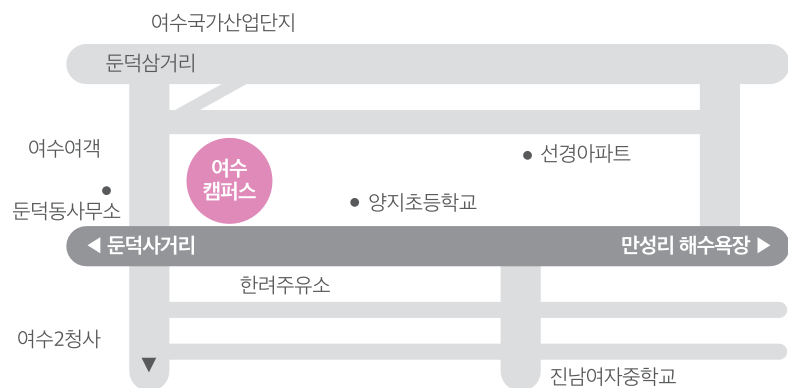 여수국가산업단지
둔덕삼거리
여수여객
선경아파트
여수
캠퍼스
양지초등학교
둔덕동사무소
◀ 둔덕사거리
만성리 해수욕장 ▶
한려주유소
여수2청사
진남여자중학교